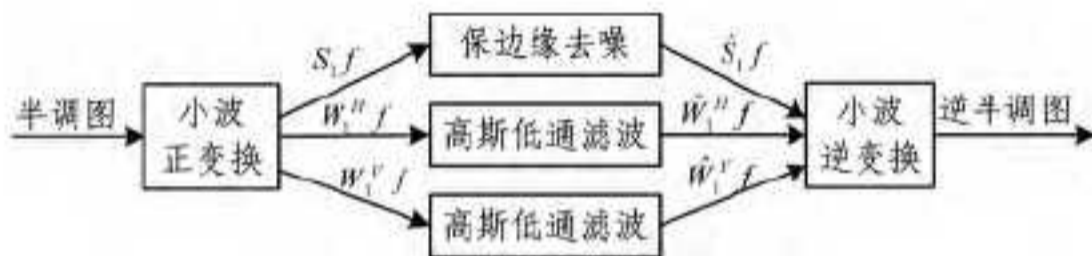 半调图
小波
正变换
S₁f
W₁ᴴf
W₁ⱽf
保边缘去噪
高斯低通滤波
高斯低通滤波
Ŝ₁f
Ŵ₁ᴴf
Ŵ₁ⱽf
小波
逆变换
逆半调图